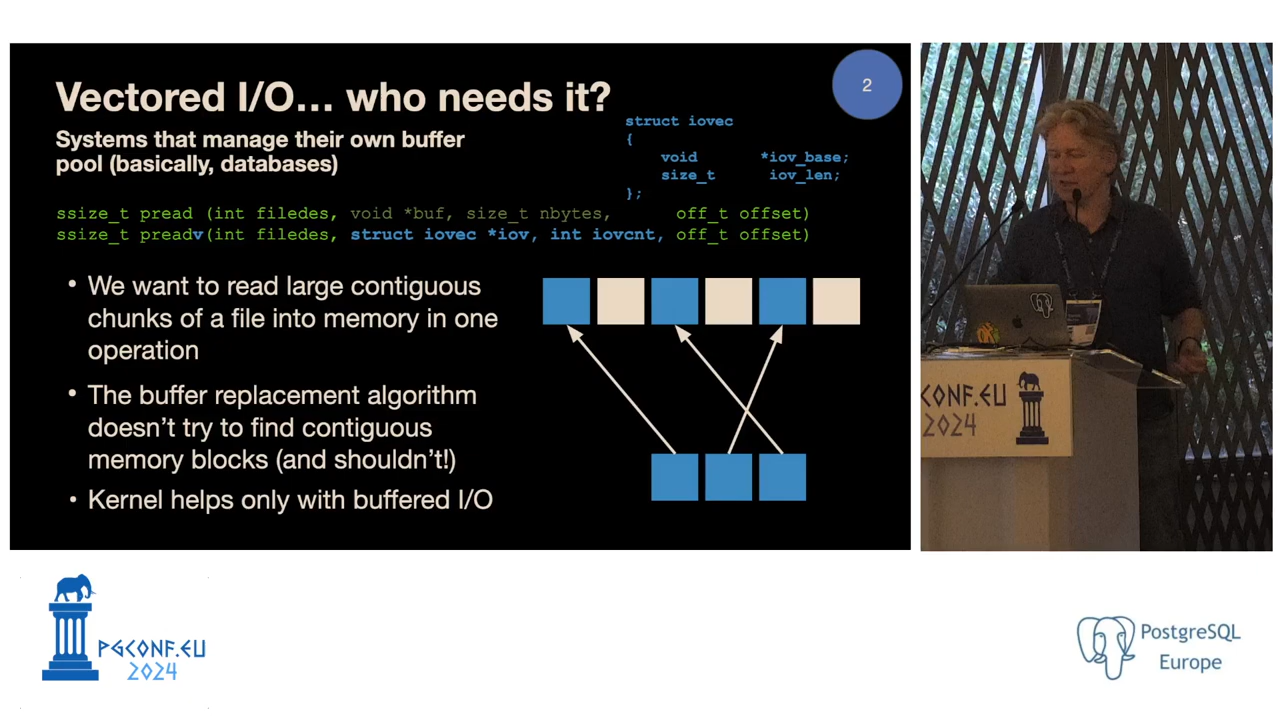 Vectored I/O... who needs it?
2
Systems that manage their own buffer
pool (basically, databases)
struct iovec
{
void *iov_base;
size_t iov_len;
};
ssize_t pread (int filedes, void *buf, size_t nbytes, off_t offset)
ssize_t preadv(int filedes, struct iovec *iov, int iovcnt, off_t offset)
• We want to read large contiguous
chunks of a file into memory in one
operation
• The buffer replacement algorithm
doesn't try to find contiguous
memory blocks (and shouldn't!)
• Kernel helps only with buffered I/O
CONF.EU
2024
PGCONF.EU
2024
PostgreSQL
Europe